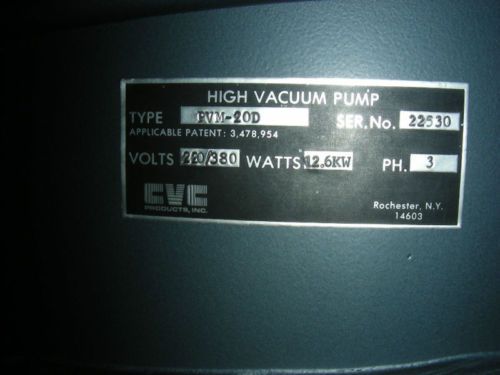 HIGH VACUUM PUMP
TYPE PVM-20D SER.No. 22530
APPLICABLE PATENT: 3,478,954
VOLTS 220/380 WATTS 12.6KW PH. 3
CVC
PRODUCTS, INC.
Rochester, N.Y.
14603